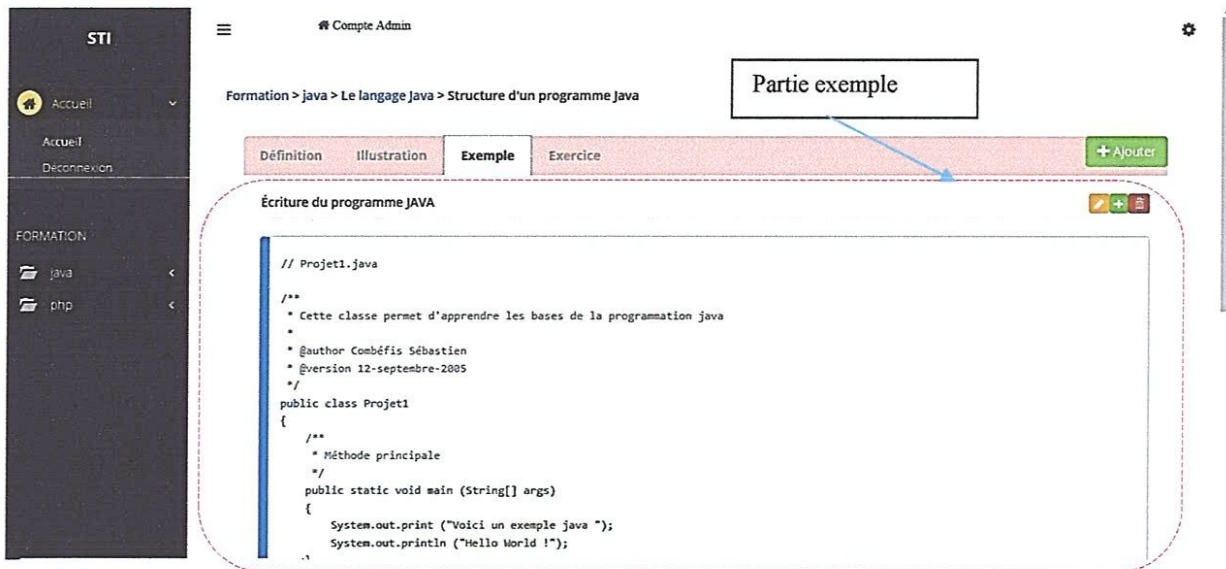 STI
Compte Admin
Accueil
Accueil
Déconnexion
FORMATION
java
php
Formation > java > Le langage Java > Structure d'un programme Java
Partie exemple
Définition Illustration Exemple Exercice
+ Ajouter
Écriture du programme JAVA
// Projet1.java
/**
* Cette classe permet d'apprendre les bases de la programmation java
*
* @author Combéfis Sébastien
* @version 12-septembre-2005
*/
public class Projet1
{
/**
* Méthode principale
*/
public static void main (String[] args)
{
System.out.print ("Voici un exemple java ");
System.out.println ("Hello World !");